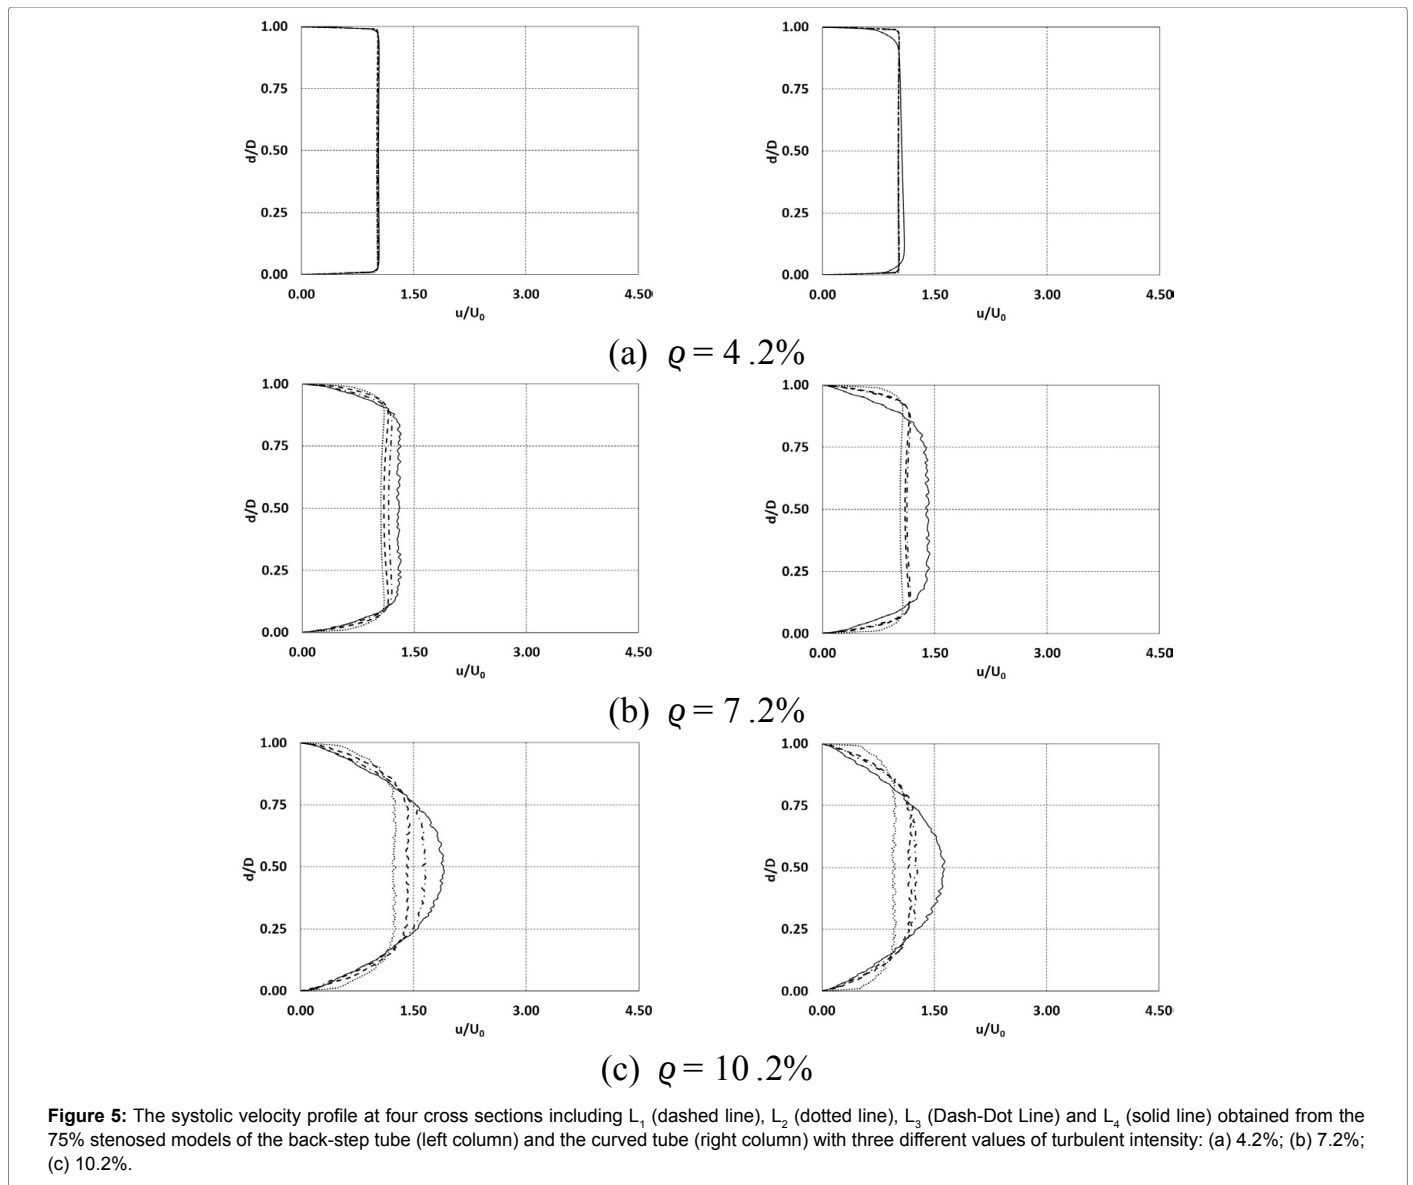 1.00
0.75
0.50
0.25
0.00
d/D
0.00 1.50 3.00 4.50
u/U₀
1.00
0.75
0.50
0.25
0.00
d/D
0.00 1.50 3.00 4.50
u/U₀
(a) ϱ = 4 .2%
1.00
0.75
0.50
0.25
0.00
d/D
0.00 1.50 3.00 4.50
u/U₀
1.00
0.75
0.50
0.25
0.00
d/D
0.00 1.50 3.00 4.50
u/U₀
(b) ϱ = 7 .2%
1.00
0.75
0.50
0.25
0.00
d/D
0.00 1.50 3.00 4.50
u/U₀
1.00
0.75
0.50
0.25
0.00
d/D
0.00 1.50 3.00 4.50
u/U₀
(c) ϱ = 10 .2%
Figure 5: The systolic velocity profile at four cross sections including L₁ (dashed line), L₂ (dotted line), L₃ (Dash-Dot Line) and L₄ (solid line) obtained from the
75% stenosed models of the back-step tube (left column) and the curved tube (right column) with three different values of turbulent intensity: (a) 4.2%; (b) 7.2%;
(c) 10.2%.